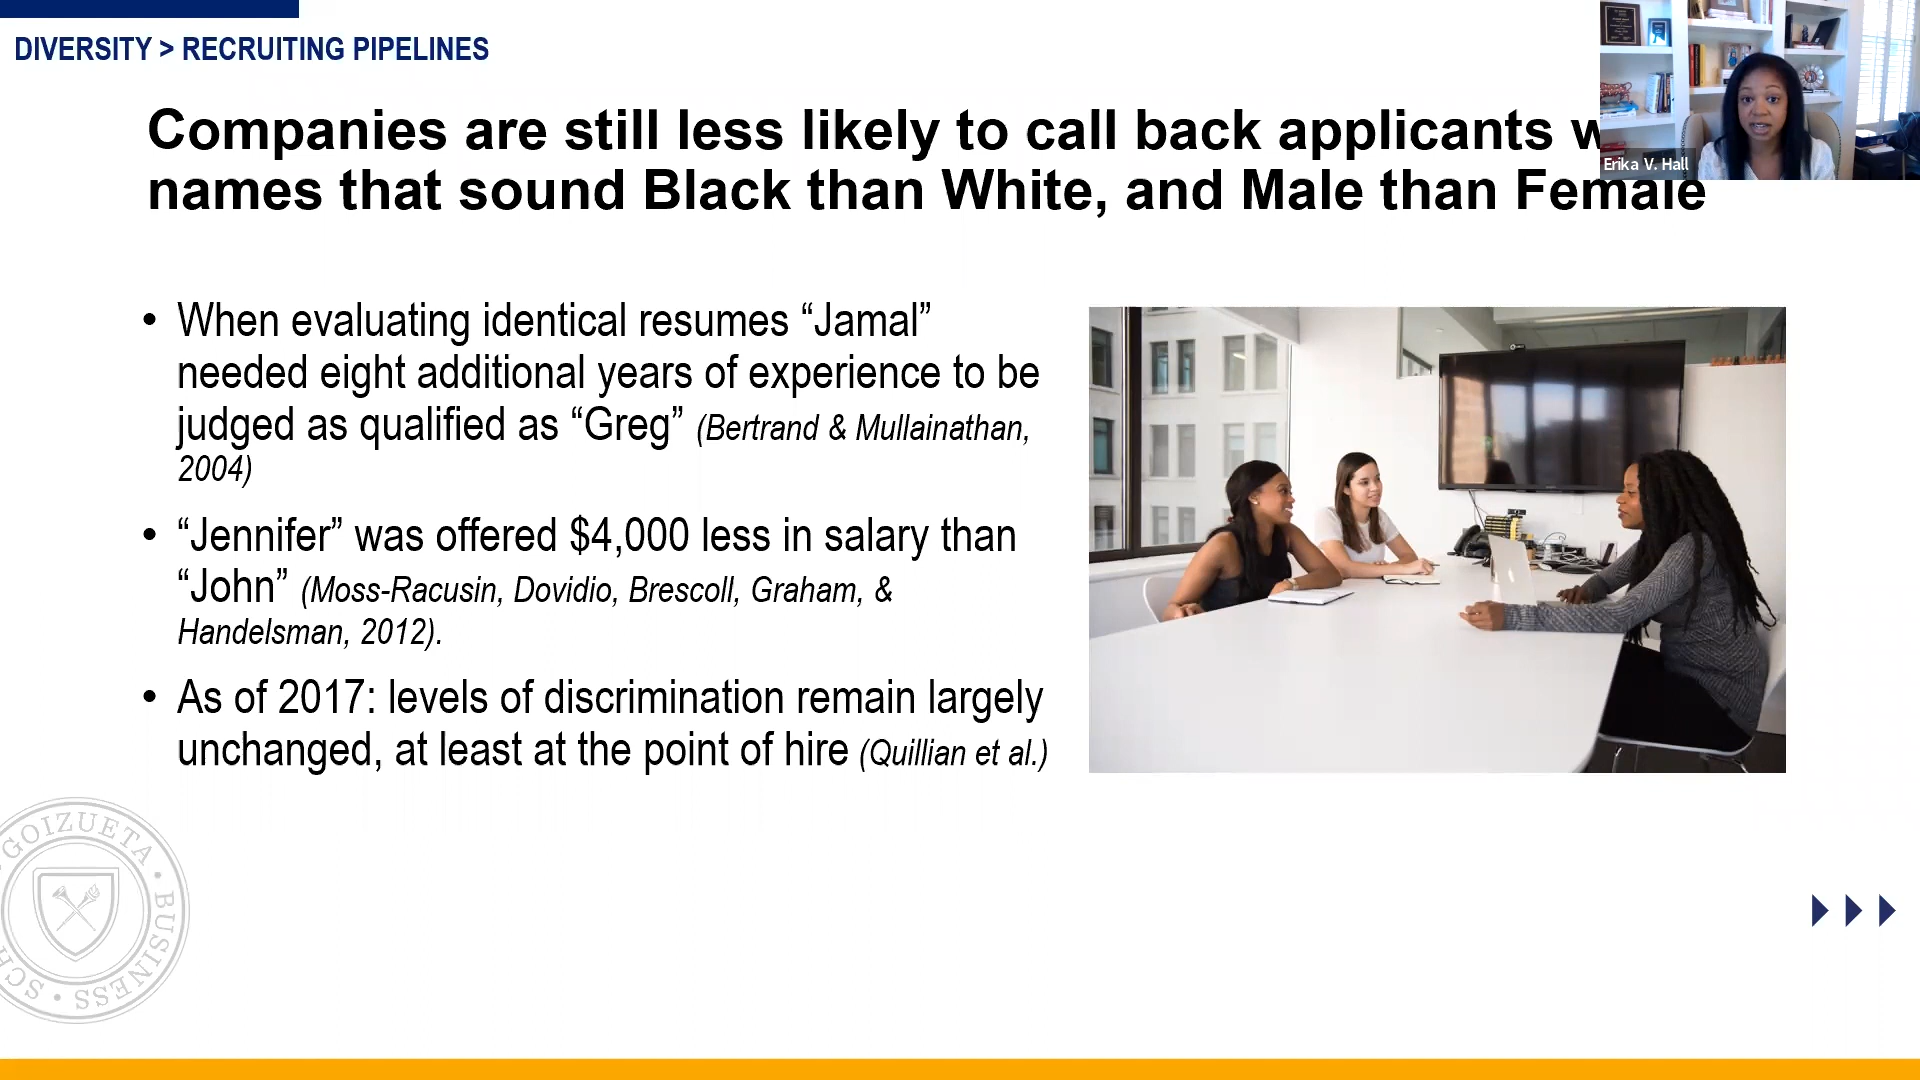 DIVERSITY > RECRUITING PIPELINES
Companies are still less likely to call back applicants
names that sound Black than White, and Male than Female
Erika V. Hall
• When evaluating identical resumes “Jamal”
needed eight additional years of experience to be
judged as qualified as “Greg” (Bertrand & Mullainathan,
2004)
• “Jennifer” was offered $4,000 less in salary than
“John” (Moss-Racusin, Dovidio, Brescoll, Graham, &
Handelsman, 2012).
• As of 2017: levels of discrimination remain largely
unchanged, at least at the point of hire (Quillian et al.)
GOIZUETA • BUSINESS •